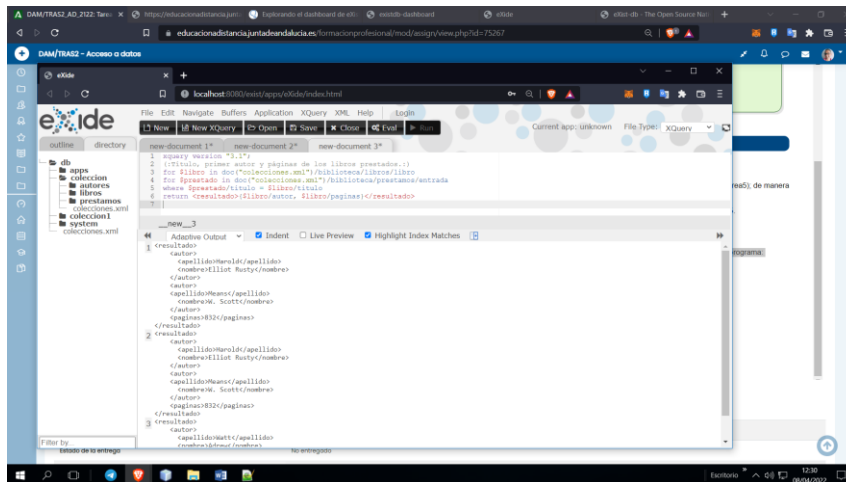 DAM/TRAS2_AD_2122: Tarea
https://educacionadistancia.junt
Explorando el dashboard de eXi
existdb-dashboard
eXide
eXist-db - The Open Source Nati
educacionadistancia.juntadeandalucia.es/formacionprofesional/mod/assign/view.php?id=75267
DAM/TRAS2 - Acceso a datos
eXide
localhost:8080/exist/apps/eXide/index.html
exide
File Edit Navigate Buffers Application XQuery XML Help Login
New New XQuery Open Save Close Eval Run
Current app: unknown File Type: XQuery
outline directory
new-document 1* new-document 2* new-document 3*
db
apps
coleccion
autores
libros
prestamos
colecciones.xml
coleccion1
system
colecciones.xml
1 xquery version "3.1";
2 (:Título, primer autor y páginas de los libros prestados.:)
3 for $libro in doc("colecciones.xml")/biblioteca/libros/libro
4 for $prestado in doc("colecciones.xml")/biblioteca/prestamos/entrada
5 where $prestado/titulo = $libro/titulo
6 return <resultado>{$libro/autor, $libro/paginas}</resultado>
7
__new__3
Adaptive Output Indent Live Preview Highlight Index Matches
1 <resultado>
<autor>
<apellido>Harold</apellido>
<nombre>Elliot Rusty</nombre>
</autor>
<autor>
<apellido>Means</apellido>
<nombre>W. Scott</nombre>
</autor>
<paginas>832</paginas>
</resultado>
2 <resultado>
<autor>
<apellido>Harold</apellido>
<nombre>Elliot Rusty</nombre>
</autor>
<autor>
<apellido>Means</apellido>
<nombre>W. Scott</nombre>
</autor>
<paginas>832</paginas>
</resultado>
3 <resultado>
<autor>
<apellido>Watt</apellido>
<nombre>Adrew</nombre>
Filter by
rea5), de manera
rograma:
Estado de la entrega
No entregado
Escritorio
12:30
08/04/2022